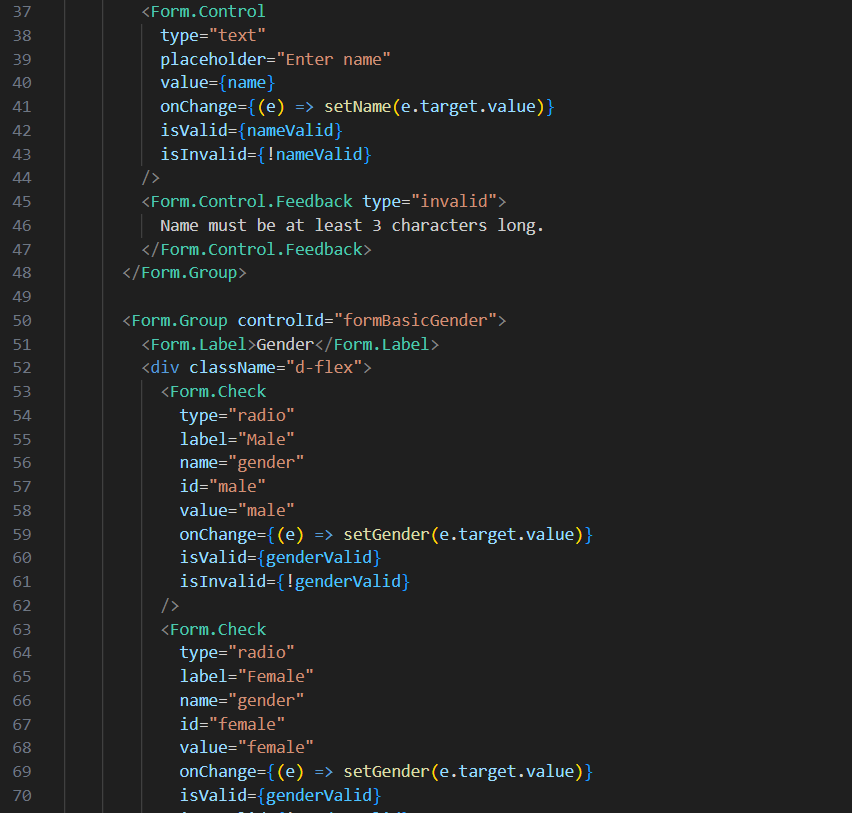 37 <Form.Control
38 type="text"
39 placeholder="Enter name"
40 value={name}
41 onChange={(e) => setName(e.target.value)}
42 isValid={nameValid}
43 isInvalid={!nameValid}
44 />
45 <Form.Control.Feedback type="invalid">
46 Name must be at least 3 characters long.
47 </Form.Control.Feedback>
48 </Form.Group>
49
50 <Form.Group controlId="formBasicGender">
51 <Form.Label>Gender</Form.Label>
52 <div className="d-flex">
53 <Form.Check
54 type="radio"
55 label="Male"
56 name="gender"
57 id="male"
58 value="male"
59 onChange={(e) => setGender(e.target.value)}
60 isValid={genderValid}
61 isInvalid={!genderValid}
62 />
63 <Form.Check
64 type="radio"
65 label="Female"
66 name="gender"
67 id="female"
68 value="female"
69 onChange={(e) => setGender(e.target.value)}
70 isValid={genderValid}